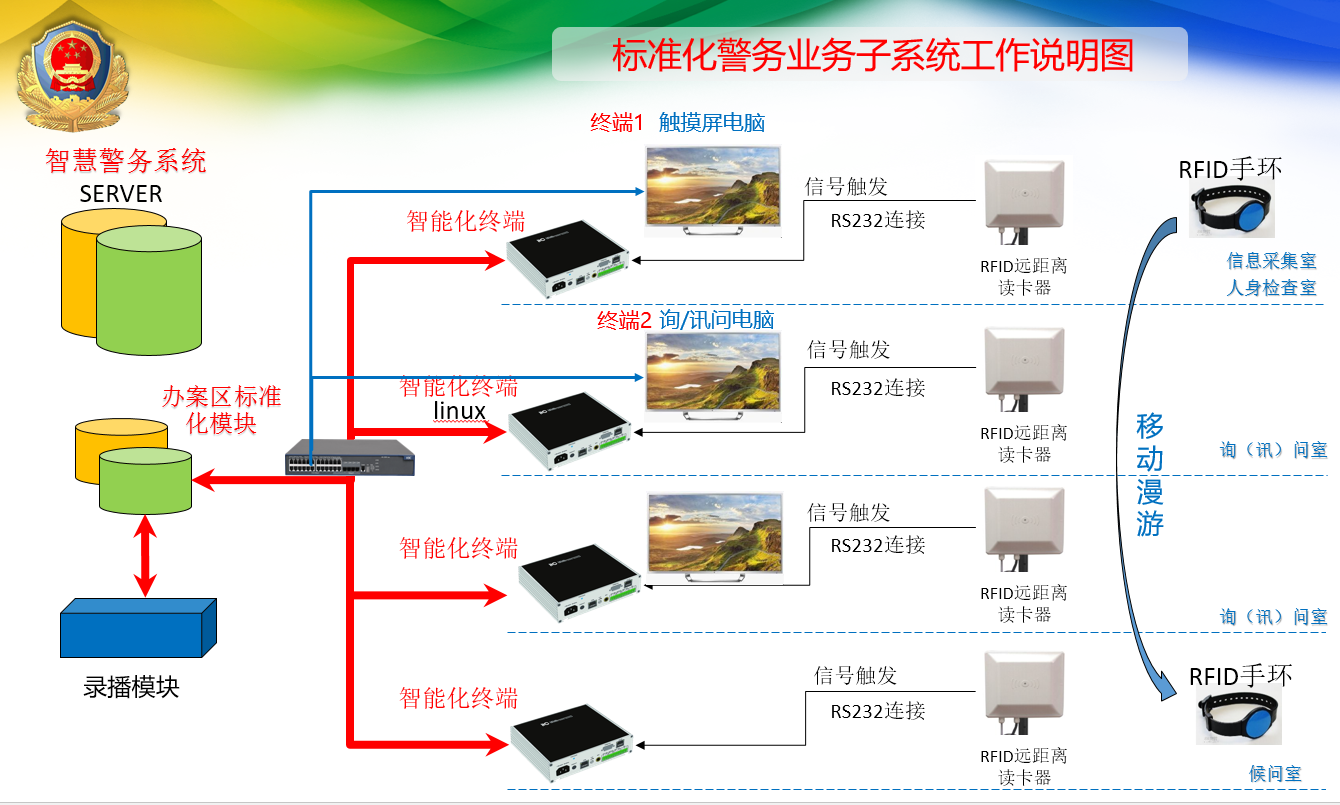 标准化警务业务子系统工作说明图
智慧警务系统
SERVER
终端1 触摸屏电脑
智能化终端
信号触发
RS232连接
RFID远距离
读卡器
RFID手环
信息采集室
人身检查室
终端2 询/讯问电脑
智能化终端
linux
信号触发
RS232连接
RFID远距离
读卡器
询（讯）问室
办案区标准
化模块
移动漫游
智能化终端
信号触发
RS232连接
RFID远距离
读卡器
询（讯）问室
录播模块
智能化终端
信号触发
RS232连接
RFID远距离
读卡器
RFID手环
候问室